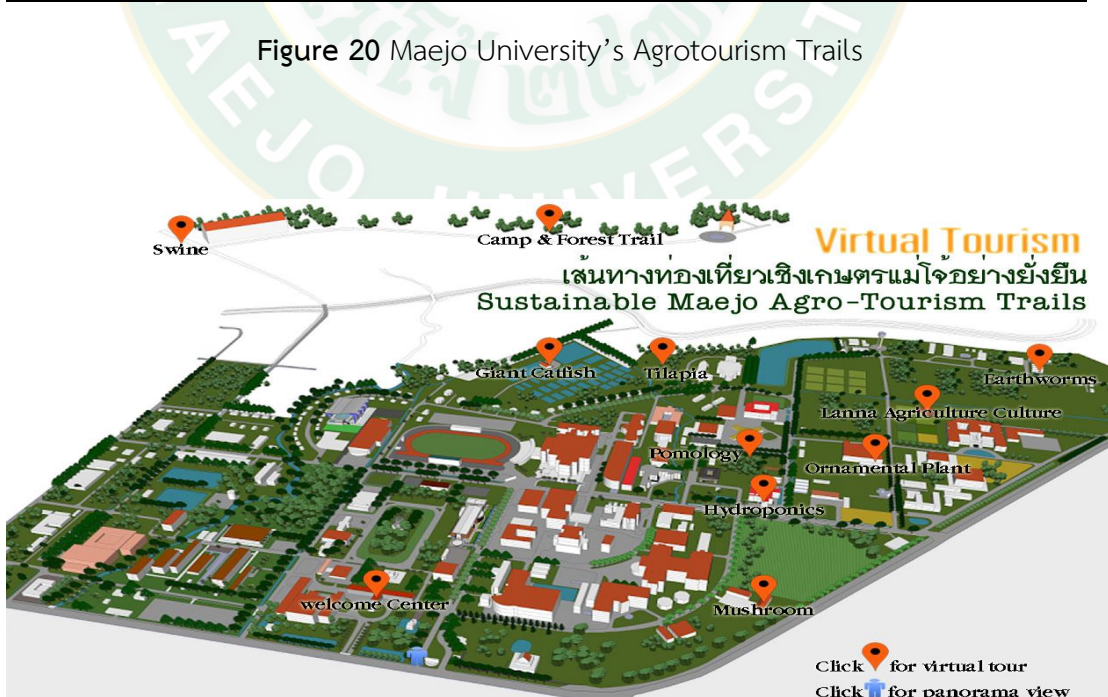 MAEJO UNIVERS
Figure 20 Maejo University's Agrotourism Trails
Swine
Camp & Forest Trail
Virtual Tourism
เส้นทางท่องเที่ยวเชิงเกษตรแม่โจ้อย่างยั่งยืน
Sustainable Maejo Agro-Tourism Trails
Giant Catfish
Tilapia
Earthworms
Lanna Agriculture Culture
Pomology
Ornamental Plant
Hydroponics
welcome Center
Mushroom
Click for virtual tour
Click for panorama view